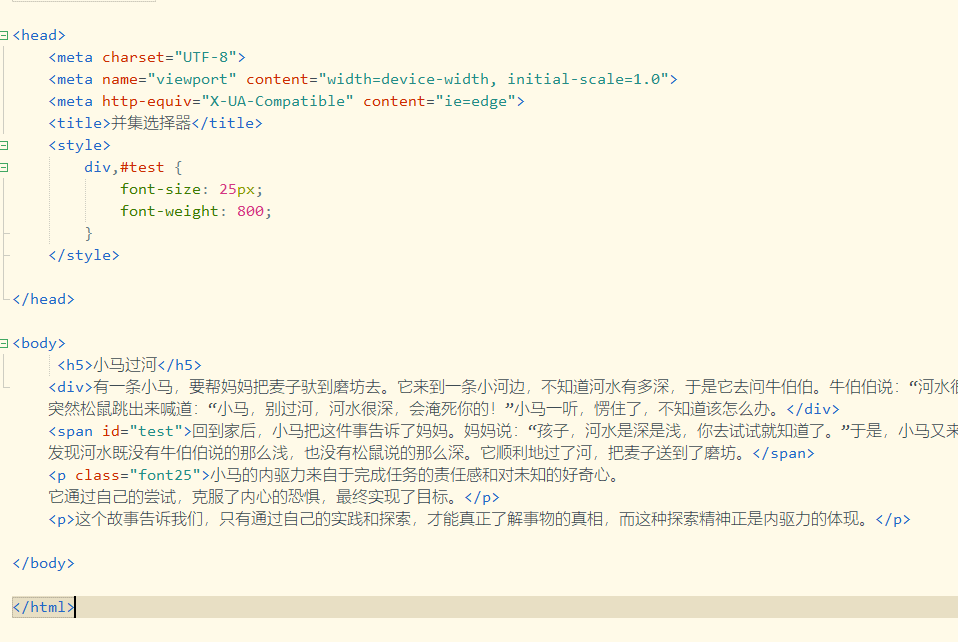 <head>
<meta charset="UTF-8">
<meta name="viewport" content="width=device-width, initial-scale=1.0">
<meta http-equiv="X-UA-Compatible" content="ie=edge">
<title>并集选择器</title>
<style>
div,#test {
font-size: 25px;
font-weight: 800;
}
</style>
</head>
<body>
<h5>小马过河</h5>
<div>有一条小马，要帮妈妈把麦子驮到磨坊去。它来到一条小河边，不知道河水有多深，于是它去问牛伯伯。牛伯伯说：“河水很
突然松鼠跳出来喊道：“小马，别过河，河水很深，会淹死你的！”小马一听，愣住了，不知道该怎么办。</div>
<span id="test">回到家后，小马把这件事告诉了妈妈。妈妈说：“孩子，河水是深是浅，你去试试就知道了。”于是，小马又来
发现河水既没有牛伯伯说的那么浅，也没有松鼠说的那么深。它顺利地过了河，把麦子送到了磨坊。</span>
<p class="font25">小马的内驱力来自于完成任务的责任感和对未知的好奇心。
它通过自己的尝试，克服了内心的恐惧，最终实现了目标。</p>
<p>这个故事告诉我们，只有通过自己的实践和探索，才能真正了解事物的真相，而这种探索精神正是内驱力的体现。</p>
</body>
</html>